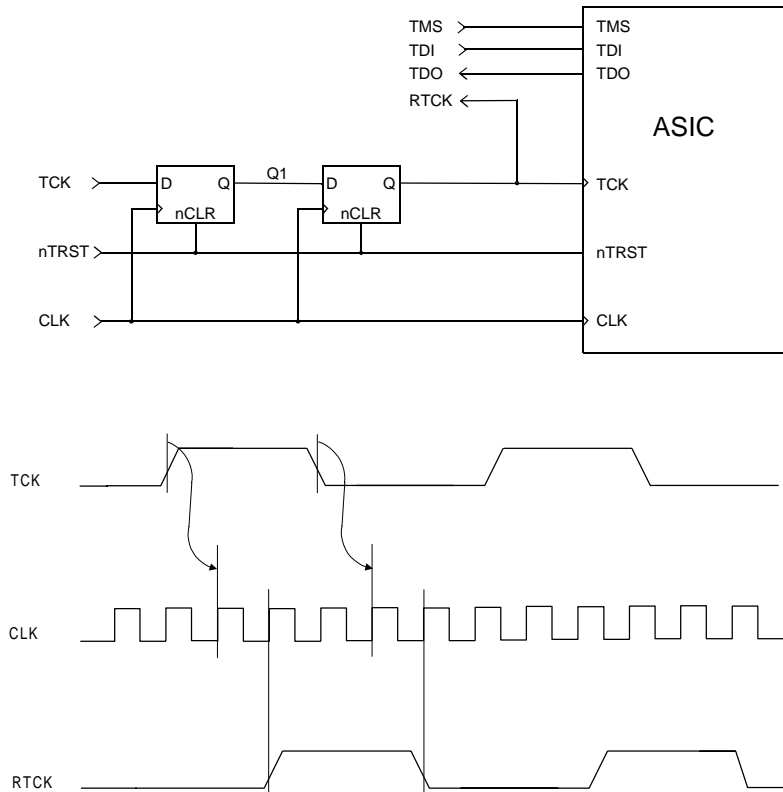 TMS TMS
TDI TDI
TDO TDO
RTCK
ASIC
TCK D Q Q1 D Q TCK
nCLR nCLR
nTRST nTRST
CLK CLK
TCK
CLK
RTCK